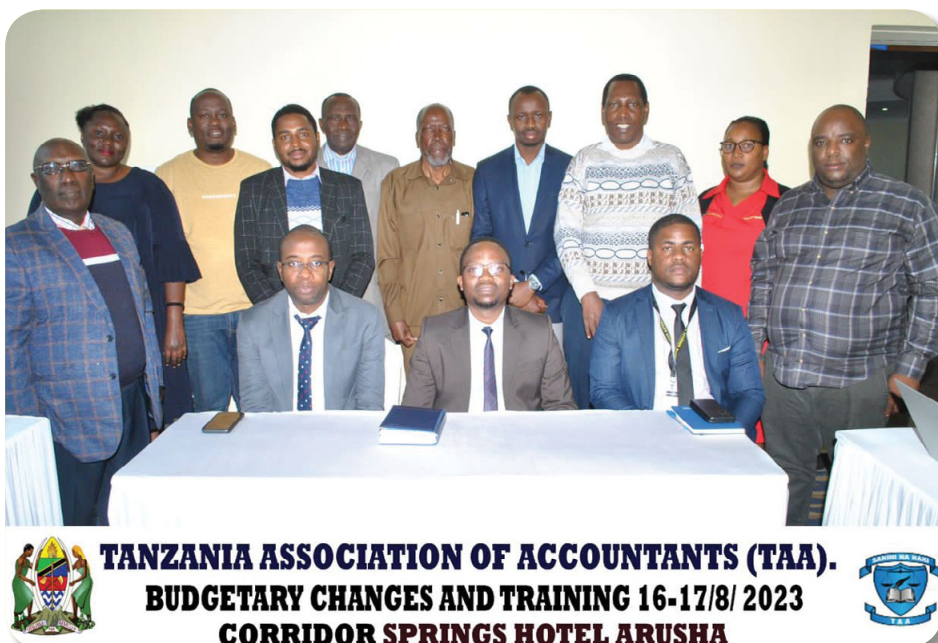 TANZANIA ASSOCIATION OF ACCOUNTANTS (TAA).
BUDGETARY CHANGES AND TRAINING 16-17/8/ 2023
CORRIDOR SPRINGS HOTEL ARUSHA
T & A